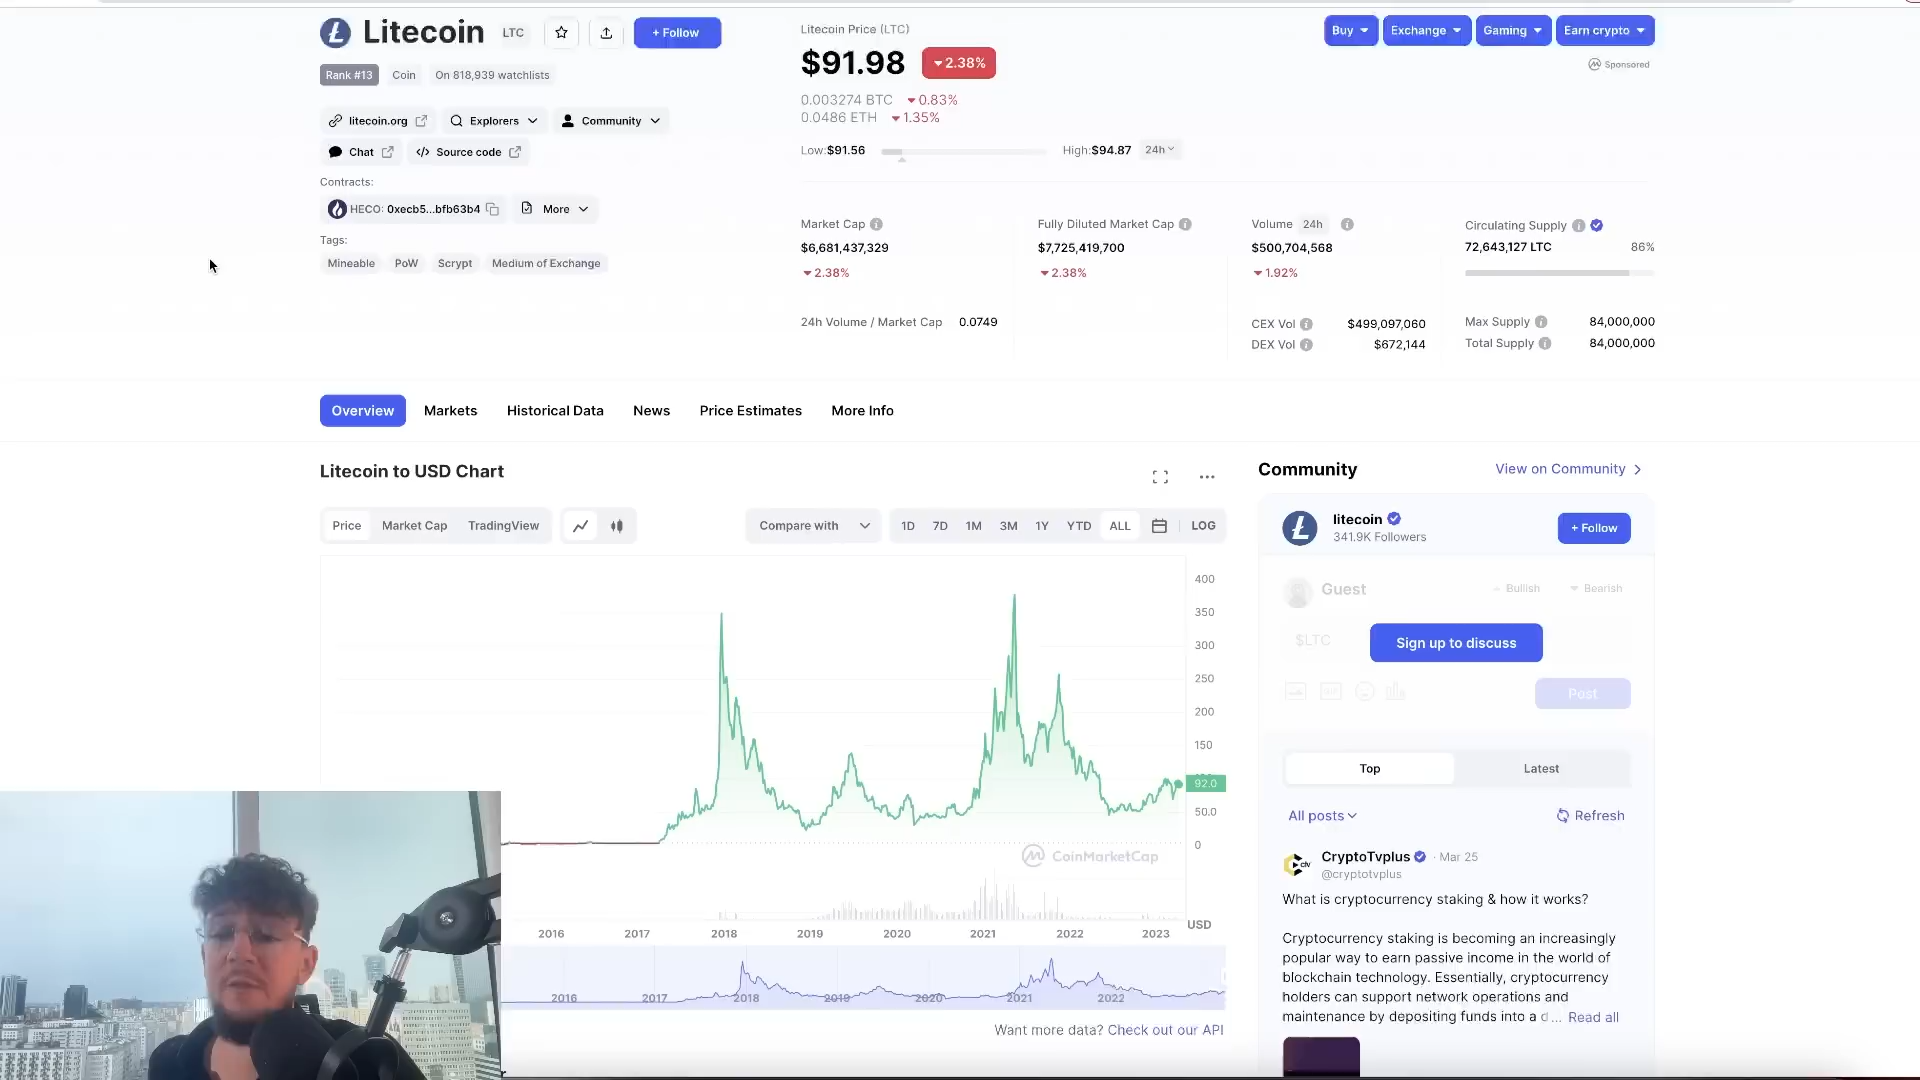 Litecoin LTC + Follow
Rank #13 Coin On 818,939 watchlists
litecoin.org Explorers Community
Chat Source code
Contracts:
HECO: 0xecb5...bfb63b4 More
Tags:
Mineable PoW Scrypt Medium of Exchange
Litecoin Price (LTC)
$91.98 2.38%
0.003274 BTC 0.83%
0.0486 ETH 1.35%
Low:$91.56 High:$94.87 24h
Buy Exchange Gaming Earn crypto
Sponsored
Market Cap
$6,681,437,329
2.38%
24h Volume / Market Cap 0.0749
Fully Diluted Market Cap
$7,725,419,700
2.38%
Volume 24h
$500,704,568
1.92%
CEX Vol $499,097,060
DEX Vol $672,144
Circulating Supply
72,643,127 LTC 86%
Max Supply 84,000,000
Total Supply 84,000,000
Overview Markets Historical Data News Price Estimates More Info
Litecoin to USD Chart
Price Market Cap TradingView
Compare with 1D 7D 1M 3M 1Y YTD ALL LOG
400
350
300
250
200
150
92.0
50.0
0
CoinMarketCap
USD
2016 2017 2018 2019 2020 2021 2022 2023
2016 2017 2018 2019 2020 2021 2022
Want more data? Check out our API
Community View on Community
litecoin
341.9K Followers
+ Follow
Guest Bullish Bearish
$LTC
Sign up to discuss
Post
Top Latest
All posts Refresh
CryptoTvplus · Mar 25
@cryptotvplus
What is cryptocurrency staking & how it works?
Cryptocurrency staking is becoming an increasingly
popular way to earn passive income in the world of
blockchain technology. Essentially, cryptocurrency
holders can support network operations and
maintenance by depositing funds into a d ... Read all